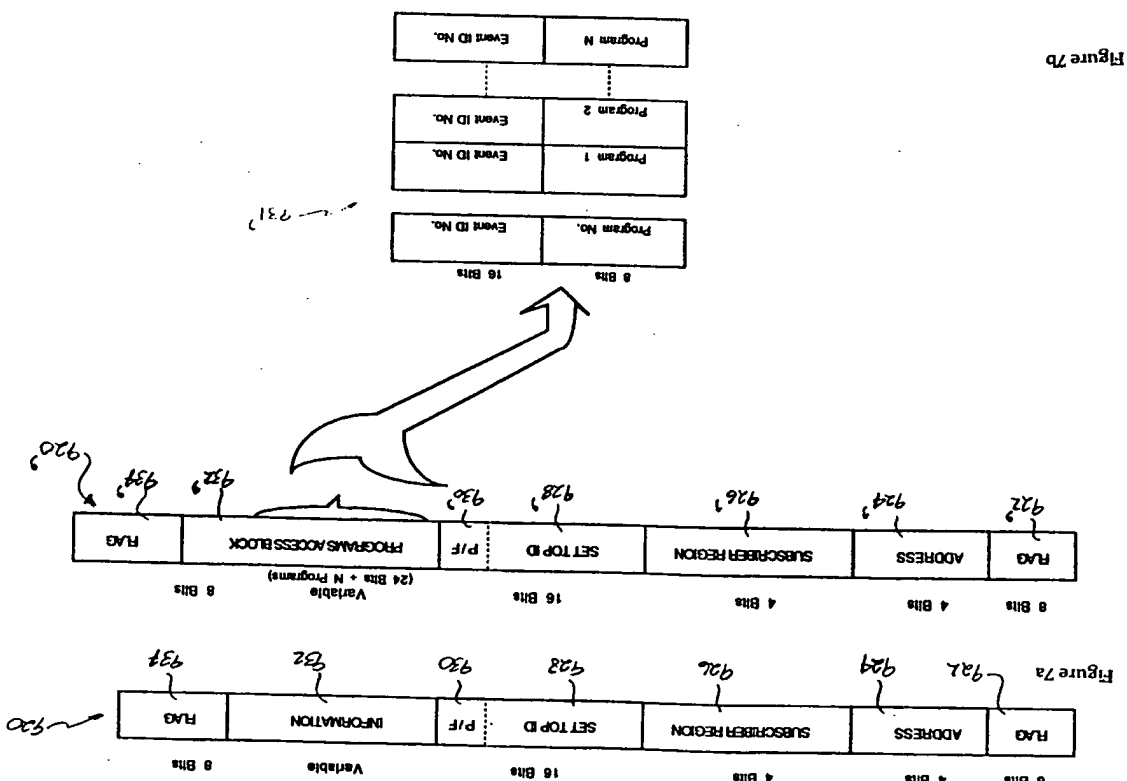 8 Bits 4 Bits 4 Bits 16 Bits Variable 8 Bits
FLAG ADDRESS SUBSCRIBER REGION SET TOP ID P/F INFORMATION FLAG
920
Figure 7a 922 924 926 928 930 932 934
8 Bits 4 Bits 4 Bits 16 Bits Variable 8 Bits
(24 Bits + N Programs)
FLAG ADDRESS SUBSCRIBER REGION SET TOP ID P/F PROGRAMS ACCESS BLOCK FLAG
922' 924' 926' 928' 930' 932' 934' 920'
8 Bits 16 Bits
Program No. Event ID No.
931'
Program 1 Event ID No.
Program 2 Event ID No.
Program N Event ID No.
Figure 7b